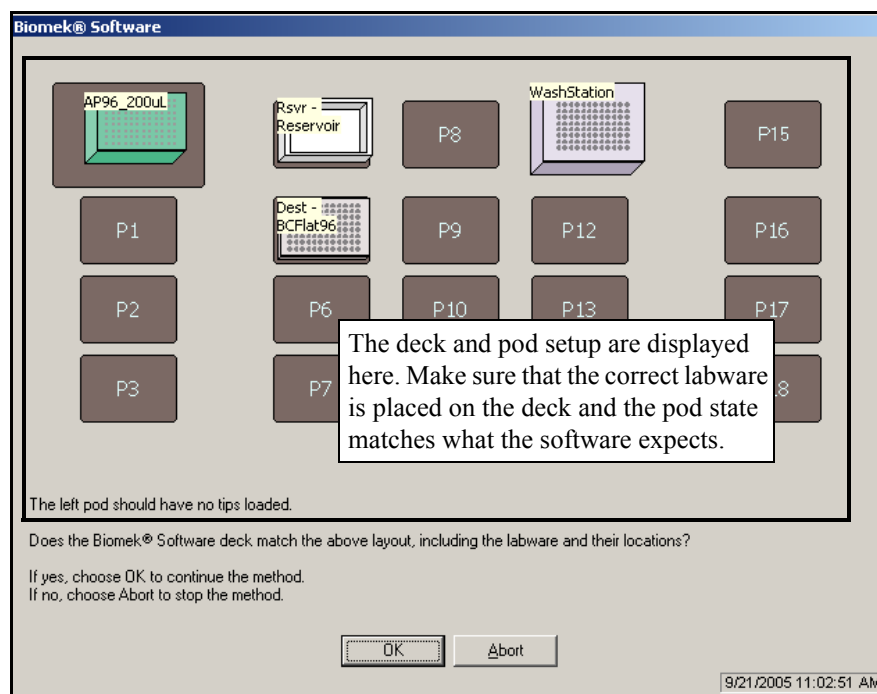 Biomek® Software
AP96_200uL
Rsvr -
Reservoir
P8
WashStation
P15
P1
Dest -
BCFlat96
P9
P12
P16
P2
P6
P10
P13
P17
P3
P7
8
The deck and pod setup are displayed
here. Make sure that the correct labware
is placed on the deck and the pod state
matches what the software expects.
The left pod should have no tips loaded.
Does the Biomek® Software deck match the above layout, including the labware and their locations?
If yes, choose OK to continue the method.
If no, choose Abort to stop the method.
OK
Abort
9/21/2005 11:02:51 AM